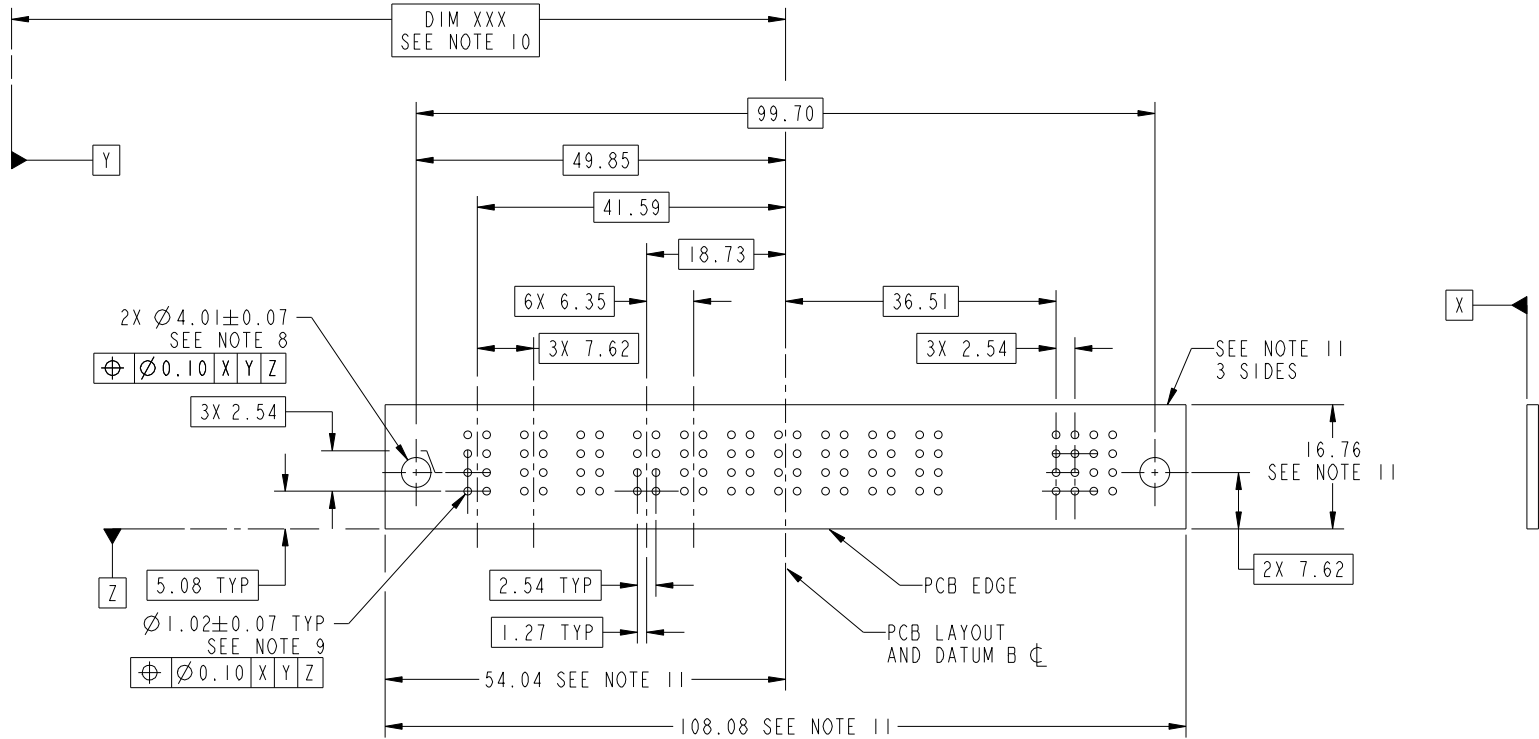 DIM XXX
SEE NOTE 10
99.70
Y
49.85
41.59
18.73
6X 6.35
36.51
X
2X Ø4.01±0.07
SEE NOTE 8
⌖ Ø0.10 X Y Z
3X 7.62
3X 2.54
SEE NOTE 11
3 SIDES
3X 2.54
16.76
SEE NOTE 11
Z
5.08 TYP
2.54 TYP
PCB EDGE
2X 7.62
Ø1.02±0.07 TYP
SEE NOTE 9
⌖ Ø0.10 X Y Z
1.27 TYP
PCB LAYOUT
AND DATUM B ℄
54.04 SEE NOTE 11
108.08 SEE NOTE 11